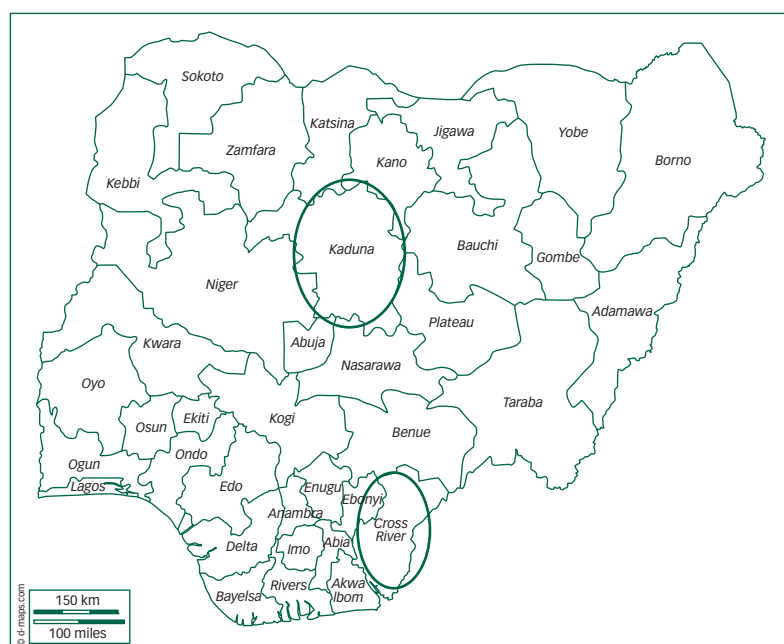 Sokoto
Katsina
Jigawa
Yobe
Zamfara
Kano
Borno
Kebbi
Kaduna
Bauchi
Gombe
Niger
Adamawa
Plateau
Abuja
Kwara
Nasarawa
Oyo
Taraba
Ekiti
Kogi
Osun
Benue
Ondo
Ogun
Lagos
Edo
Enugu
Ebonyi
Anambra
Cross
River
Delta
Imo
Abia
Rivers
Akwa
Ibom
Bayelsa
150 km
100 miles
© d-maps.com